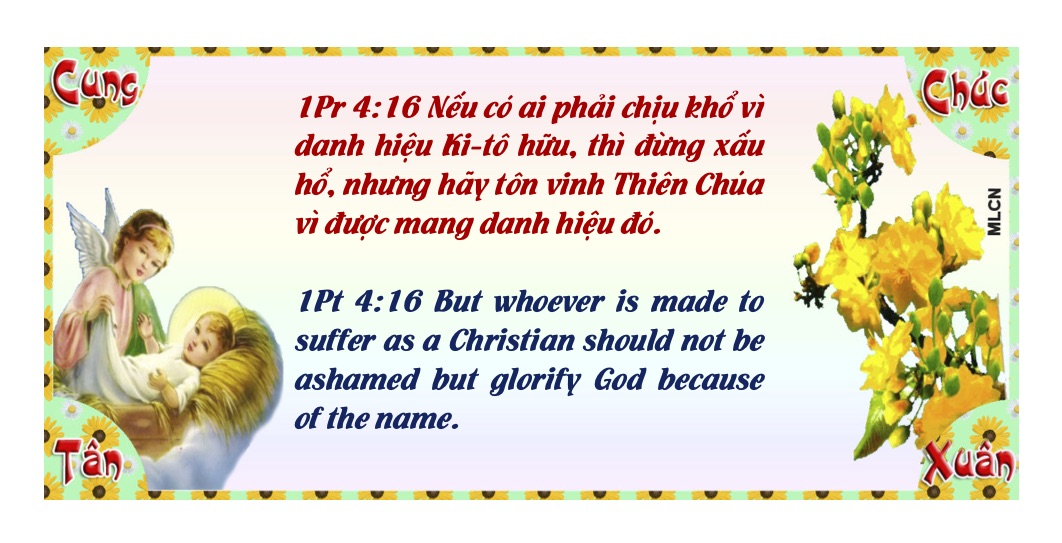 Cung
Chúc
1Pr 4:16 Nếu có ai phải chịu khổ vì
danh hiệu Ki-tô hữu, thì đừng xấu
hổ, nhưng hãy tôn vinh Thiên Chúa
vì được mang danh hiệu đó.
1Pt 4:16 But whoever is made to
suffer as a Christian should not be
ashamed but glorify God because
of the name.
MLCN
Tân
Xuân